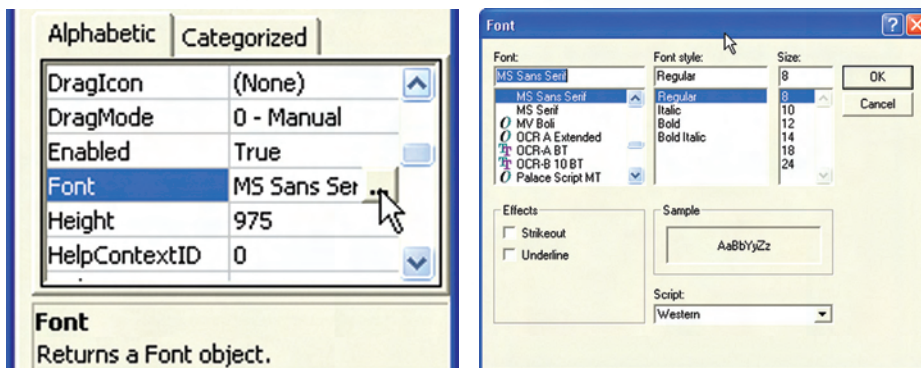 Alphabetic Categorized
DragIcon (None)
DragMode 0 - Manual
Enabled True
Font MS Sans Ser ...
Height 975
HelpContextID 0
Font
Returns a Font object.
Font
Font: Font style: Size:
MS Sans Serif Regular 8 OK
MS Sans Serif Regular 8 Cancel
MS Serif Italic 10
MV Boli Bold 12
OCR A Extended Bold Italic 14
OCR-A BT 18
OCR-B 10 BT 24
Palace Script MT
Effects Sample
Strikeout
Underline
AaBbYyZz
Script:
Western